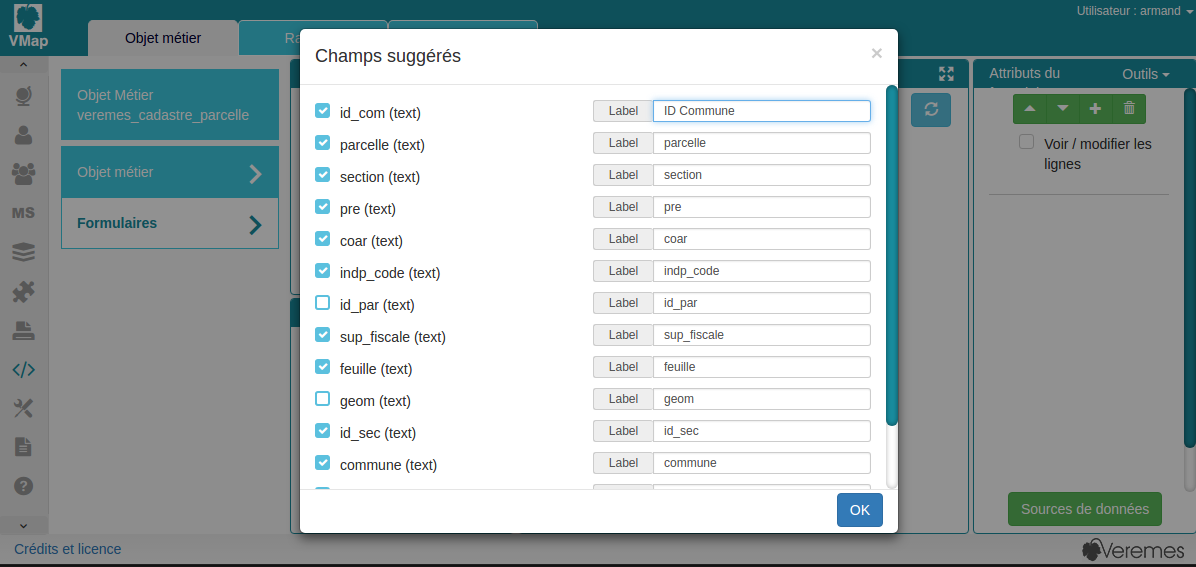 Utilisateur : armand
VMap
Objet métier
Ra
Champs suggérés
×
Attributs du
Outils
Objet Métier
veremes_cadastre_parcelle
Objet métier
Formulaires
MS
id_com (text) Label ID Commune
parcelle (text) Label parcelle
section (text) Label section
pre (text) Label pre
coar (text) Label coar
indp_code (text) Label indp_code
id_par (text) Label id_par
sup_fiscale (text) Label sup_fiscale
feuille (text) Label feuille
geom (text) Label geom
id_sec (text) Label id_sec
commune (text) Label commune
OK
Voir / modifier les
lignes
Sources de données
Crédits et licence
Veremes